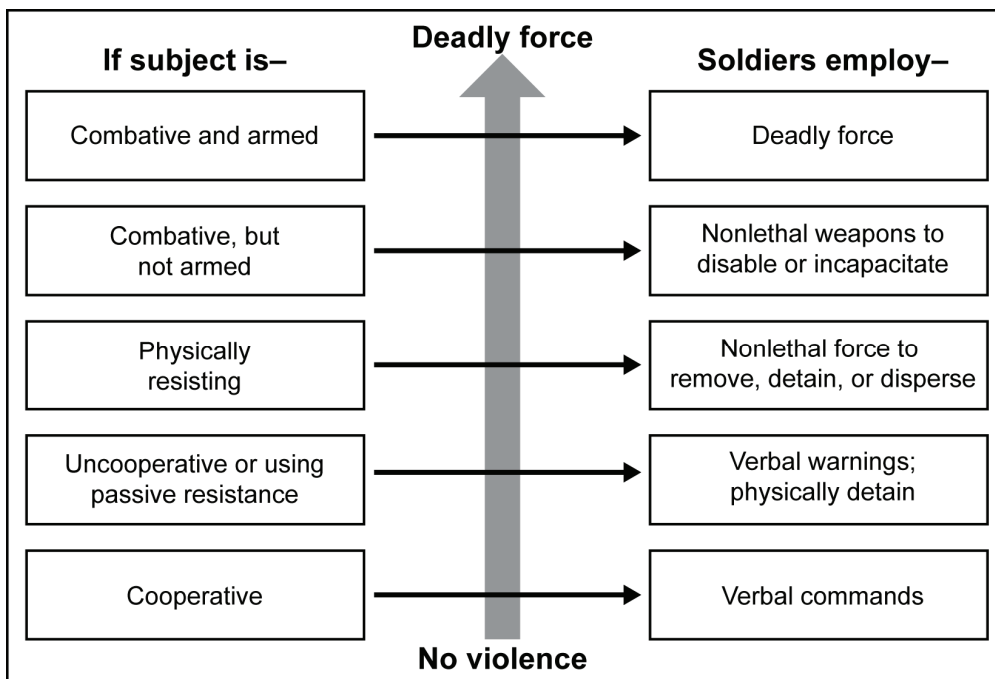 Deadly force
If subject is–
Soldiers employ–
Combative and armed
Deadly force
Combative, but
not armed
Nonlethal weapons to
disable or incapacitate
Physically
resisting
Nonlethal force to
remove, detain, or disperse
Uncooperative or using
passive resistance
Verbal warnings;
physically detain
Cooperative
Verbal commands
No violence